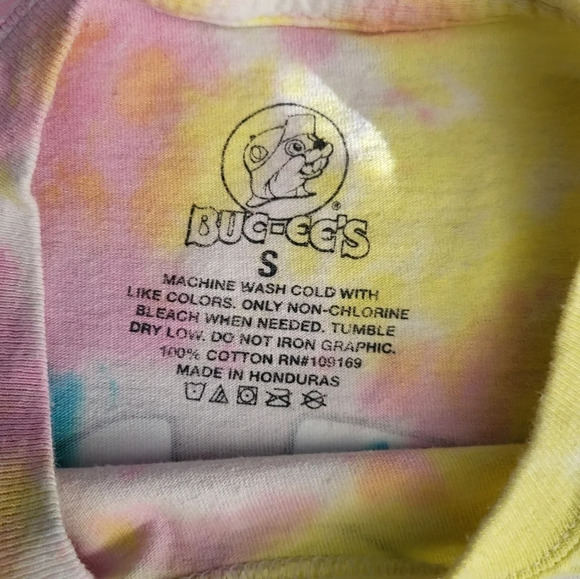 BUC-EE'S
®
S
MACHINE WASH COLD WITH
LIKE COLORS. ONLY NON-CHLORINE
BLEACH WHEN NEEDED. TUMBLE
DRY LOW. DO NOT IRON GRAPHIC.
100% COTTON RN#109169
MADE IN HONDURAS